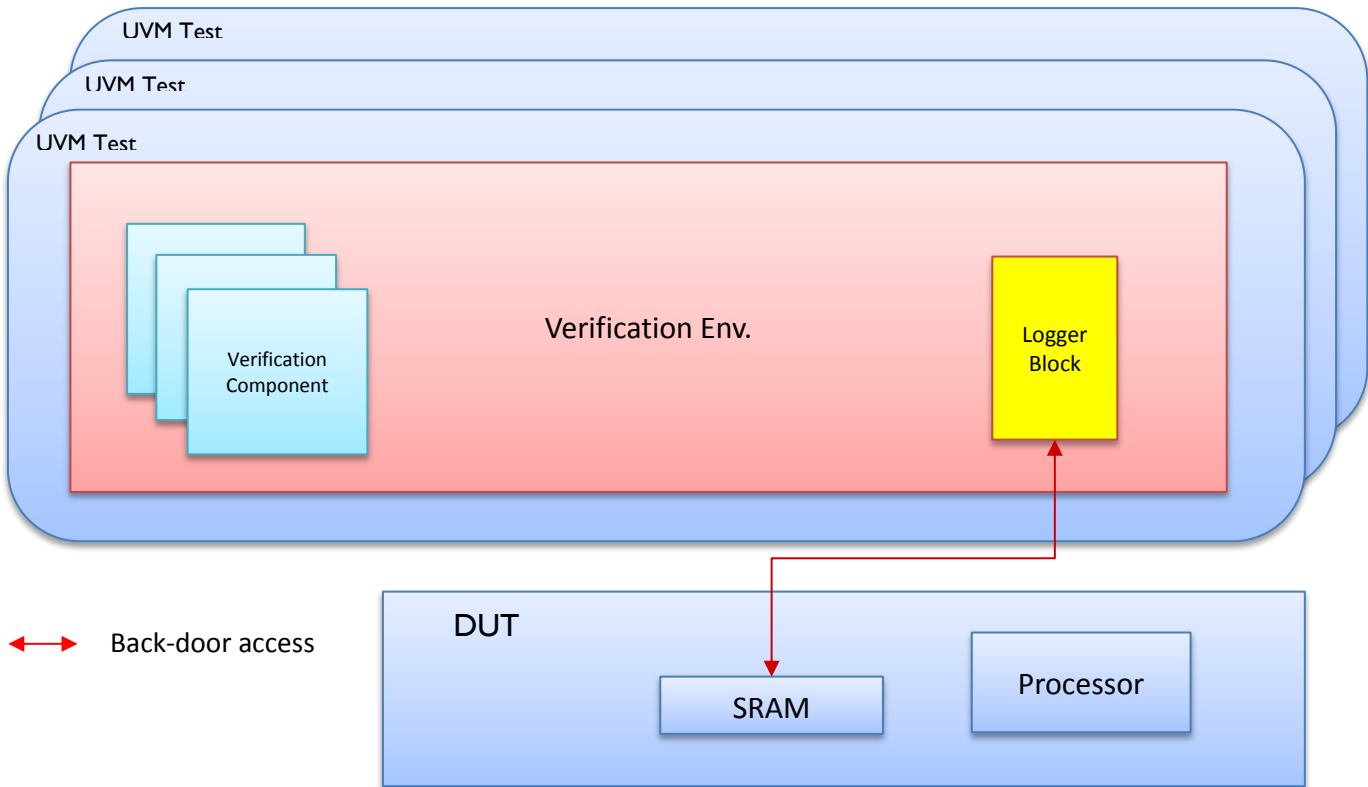 UVM Test
UVM Test
UVM Test
Verification Env.
Verification
Component
Logger
Block
DUT
Back-door access
Processor
SRAM